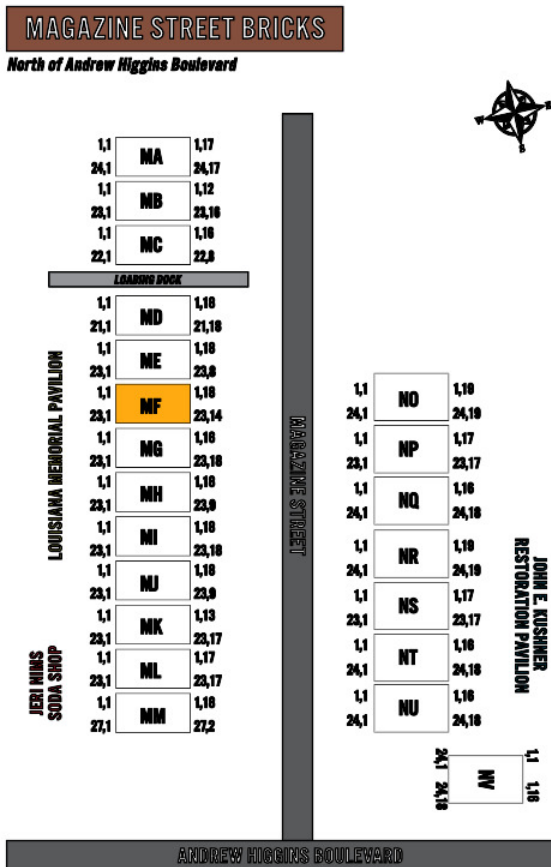 MAGAZINE STREET BRICKS
North of Andrew Higgins Boulevard
N
W
E
S
1,1 MA 1,17
24,1 24,17
1,1 MB 1,12
23,1 23,16
1,1 MC 1,16
22,1 22,8
LOADING DOCK
1,1 MD 1,18
21,1 21,18
1,1 ME 1,18
23,1 23,8
1,1 MF 1,18
23,1 23,14
1,1 MG 1,16
23,1 23,18
1,1 MH 1,18
23,1 23,9
1,1 MI 1,18
23,1 23,18
1,1 MJ 1,18
23,1 23,9
1,1 MK 1,13
23,1 23,17
1,1 ML 1,17
23,1 23,17
1,1 MM 1,18
27,1 27,2
LOUISIANA MEMORIAL PAVILION
JERI NIMS
SODA SHOP
MAGAZINE STREET
1,1 NO 1,19
24,1 24,19
1,1 NP 1,17
23,1 23,17
1,1 NQ 1,16
24,1 24,18
1,1 NR 1,19
24,1 24,19
1,1 NS 1,17
23,1 23,17
1,1 NT 1,16
24,1 24,18
1,1 NU 1,16
24,1 24,18
JOHN E. KUSHNER
RESTORATION PAVILION
1,1 NV 1,16
24,1 24,18
ANDREW HIGGINS BOULEVARD